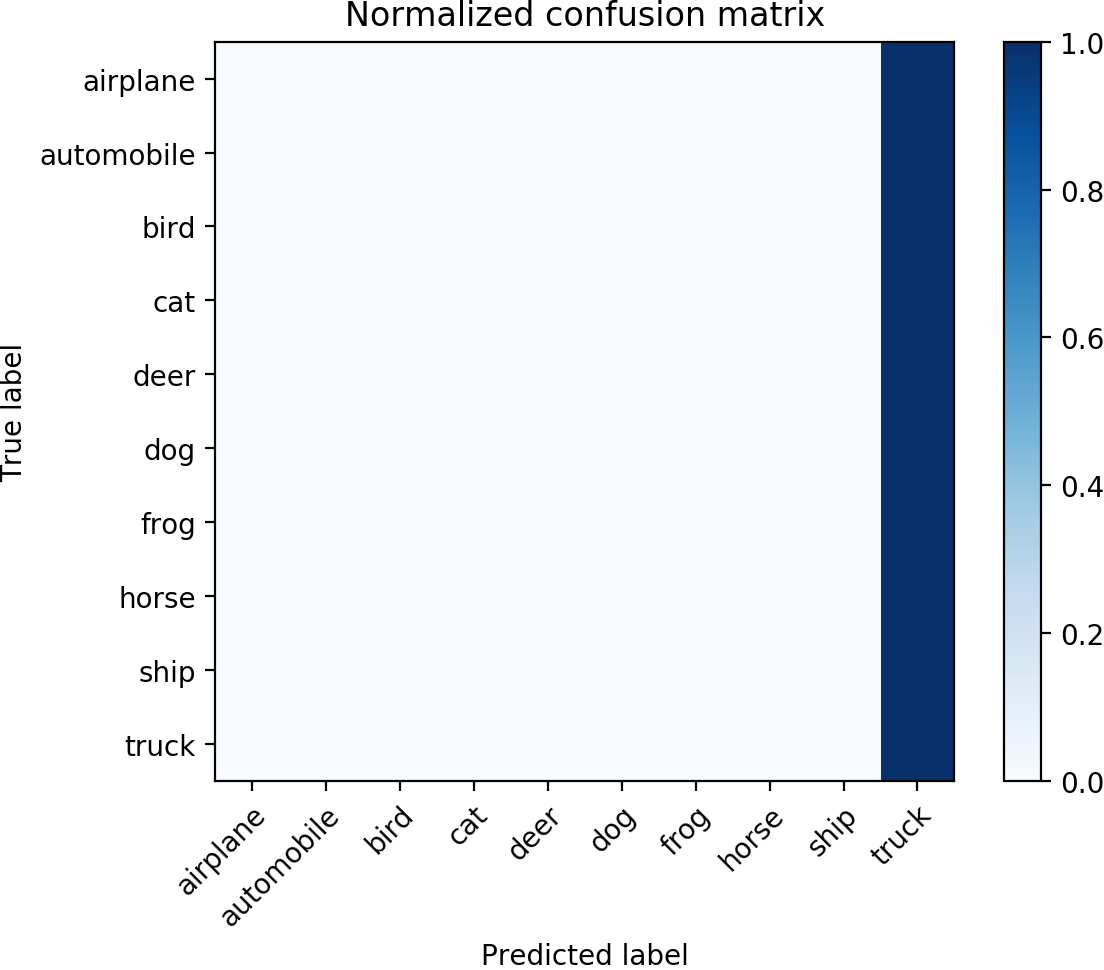 Normalized confusion matrix
True label
airplane
automobile
bird
cat
deer
dog
frog
horse
ship
truck
airplane
automobile
bird
cat
deer
dog
frog
horse
ship
truck
Predicted label
1.0
0.8
0.6
0.4
0.2
0.0